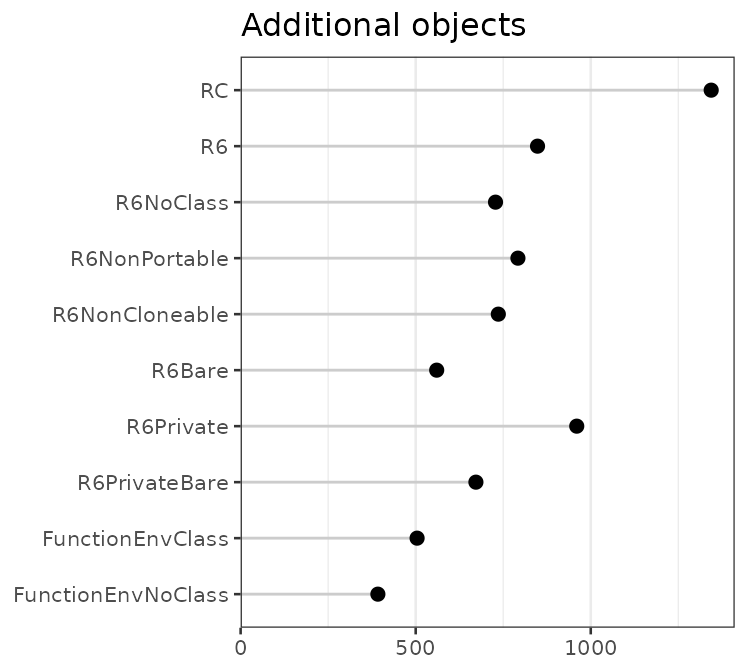 Additional objects
RC
R6
R6NoClass
R6NonPortable
R6NonCloneable
R6Bare
R6Private
R6PrivateBare
FunctionEnvClass
FunctionEnvNoClass
0 500 1000